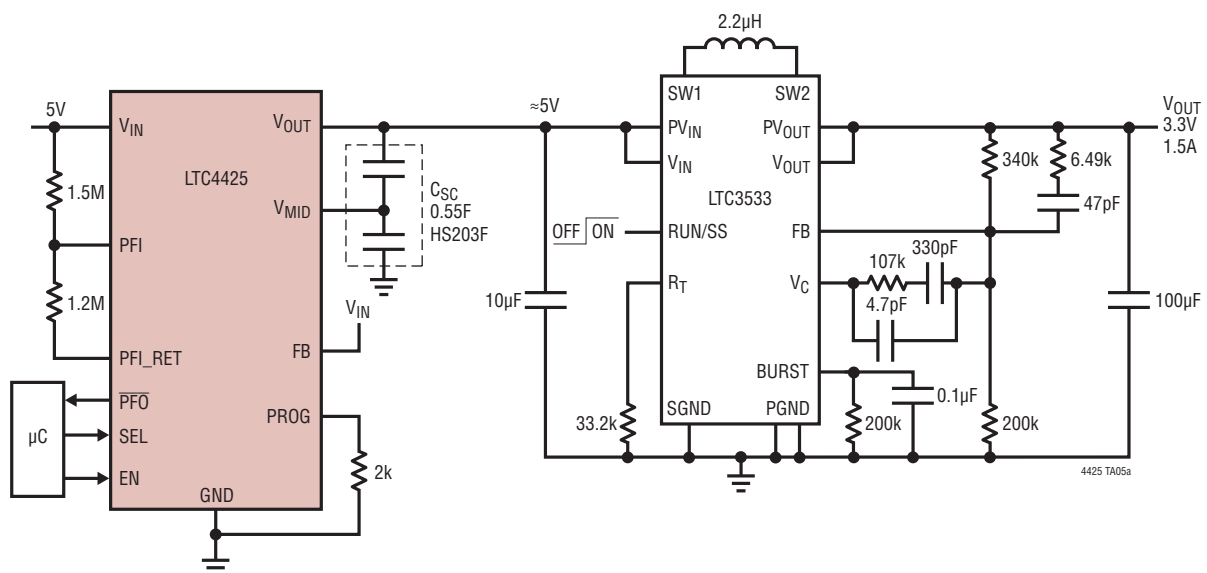 2.2µH
SW1
SW2
5V
VIN
VOUT
LTC4425
1.5M
VMID
CSC
0.55F
HS203F
PFI
1.2M
VIN
PFI_RET
FB
PFO
PROG
µC
SEL
EN
2k
GND
≈5V
PVIN
PVOUT
VIN
VOUT
LTC3533
OFF ON
RUN/SS
FB
RT
VC
10µF
BURST
33.2k
SGND
PGND
VOUT
3.3V
1.5A
340k
6.49k
47pF
107k
330pF
4.7pF
100µF
0.1µF
200k
200k
4425 TA05a